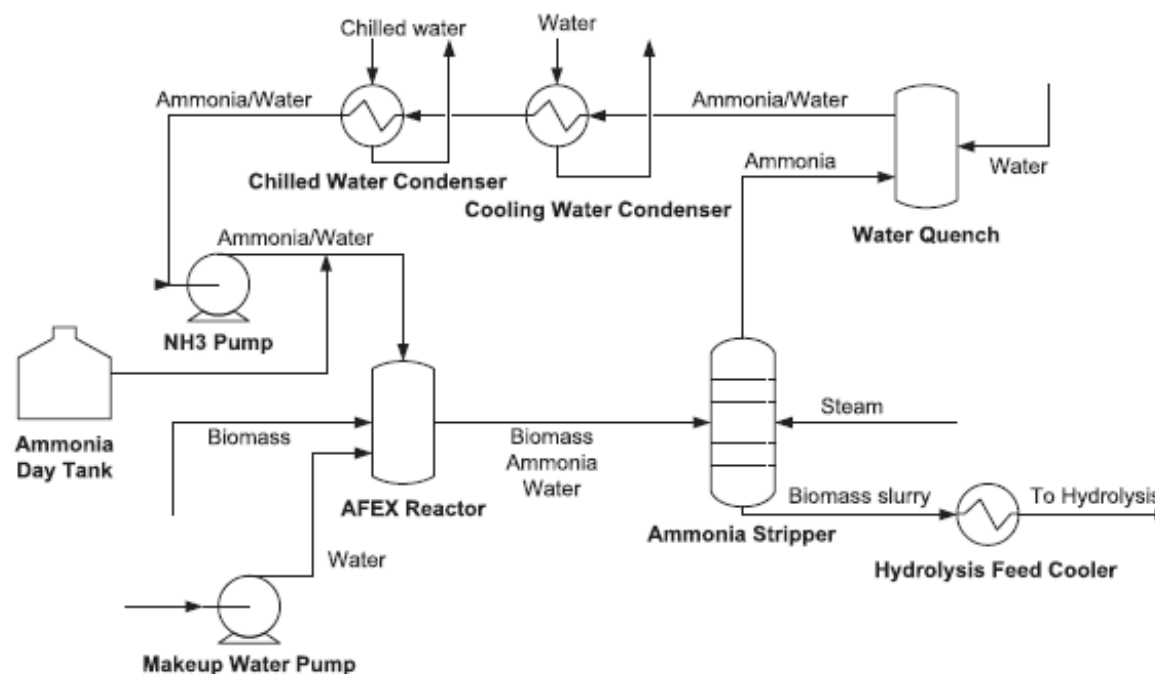 Chilled water
Water
Ammonia/Water
Ammonia/Water
Water
Chilled Water Condenser
Cooling Water Condenser
Ammonia
Water Quench
Ammonia/Water
NH3 Pump
Ammonia
Day Tank
Biomass
AFEX Reactor
Biomass
Ammonia
Water
Steam
Ammonia Stripper
Biomass slurry
To Hydrolysis
Hydrolysis Feed Cooler
Water
Makeup Water Pump